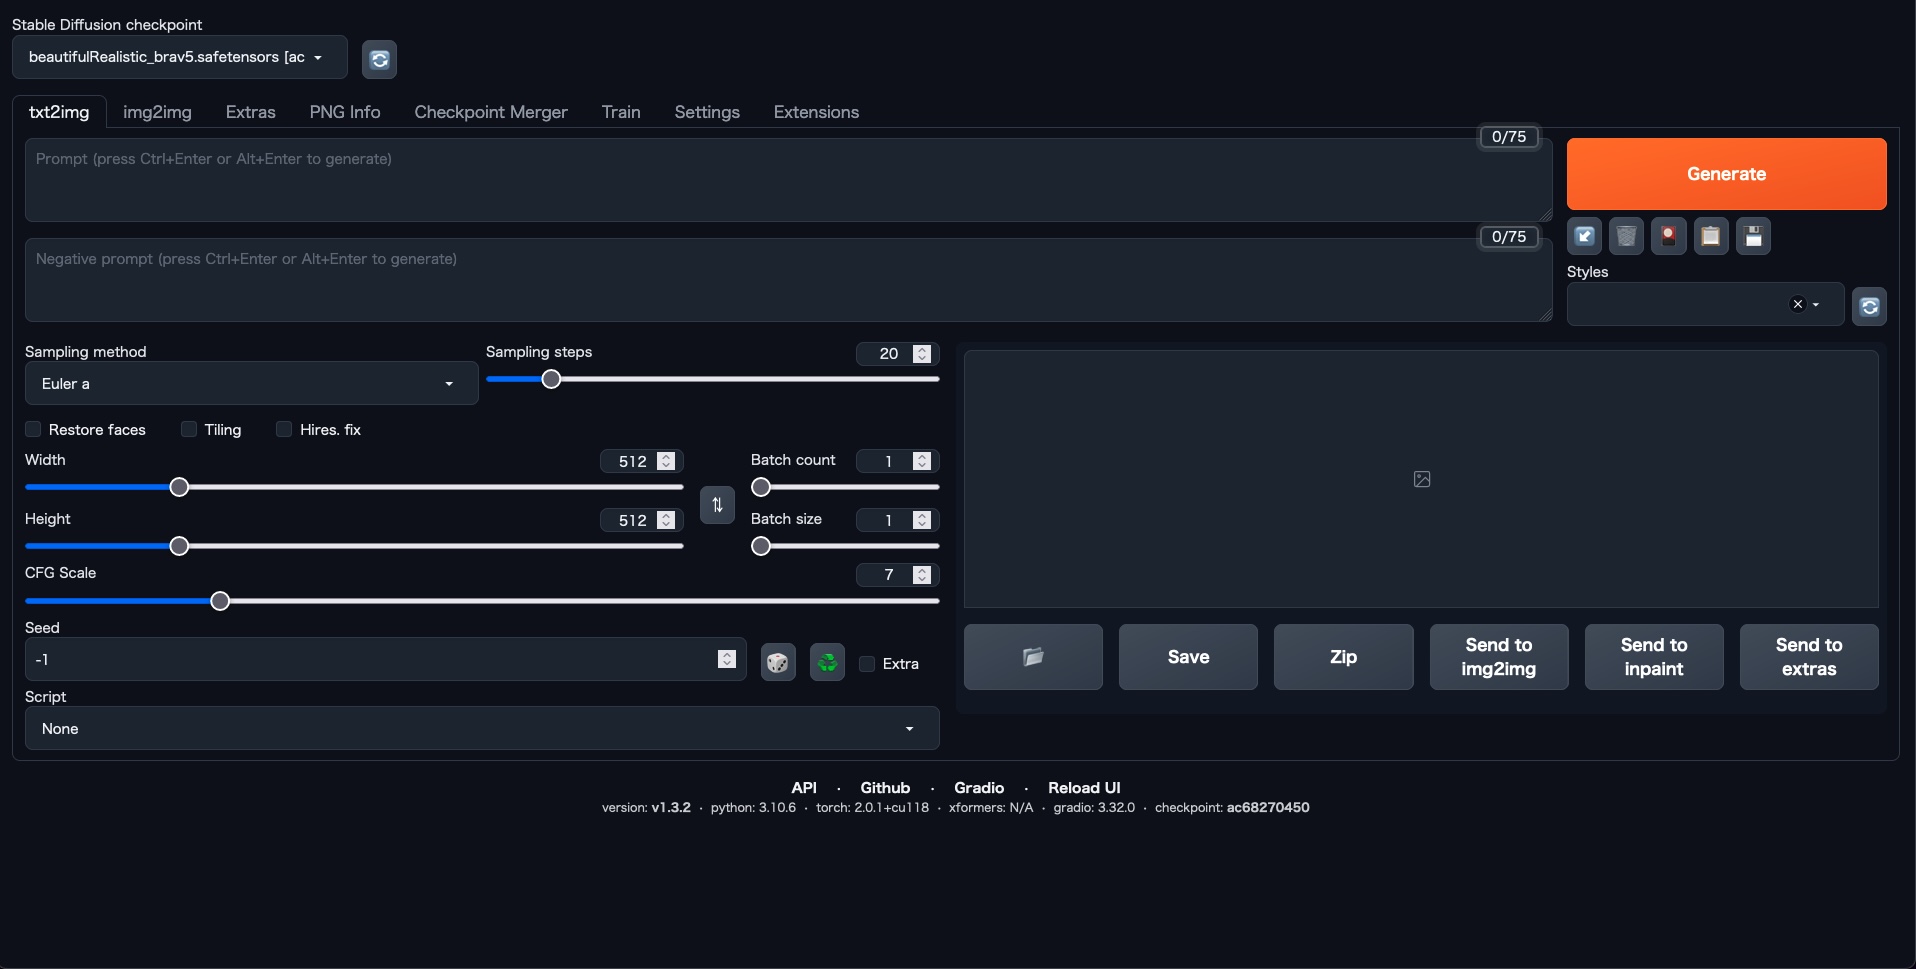 Stable Diffusion checkpoint
beautifulRealistic_brav5.safetensors [ac
txt2img img2img Extras PNG Info Checkpoint Merger Train Settings Extensions
0/75
Prompt (press Ctrl+Enter or Alt+Enter to generate)
Generate
0/75
Negative prompt (press Ctrl+Enter or Alt+Enter to generate)
Styles
Sampling method
Euler a
Sampling steps
20
Restore faces Tiling Hires. fix
Width
512
Batch count
1
Height
512
Batch size
1
CFG Scale
7
Seed
-1
Extra
Script
None
Save
Zip
Send to
img2img
Send to
inpaint
Send to
extras
API · Github · Gradio · Reload UI
version: v1.3.2 · python: 3.10.6 · torch: 2.0.1+cu118 · xformers: N/A · gradio: 3.32.0 · checkpoint: ac68270450